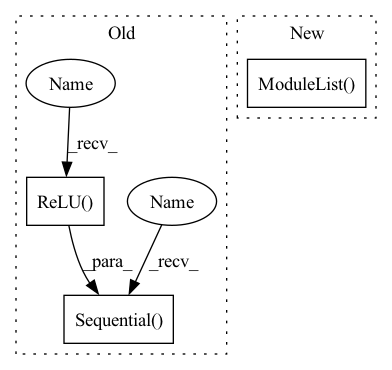 Old
New
Name
ModuleList()
_recv_
ReLU()
Name
_para_
_recv_
Sequential()